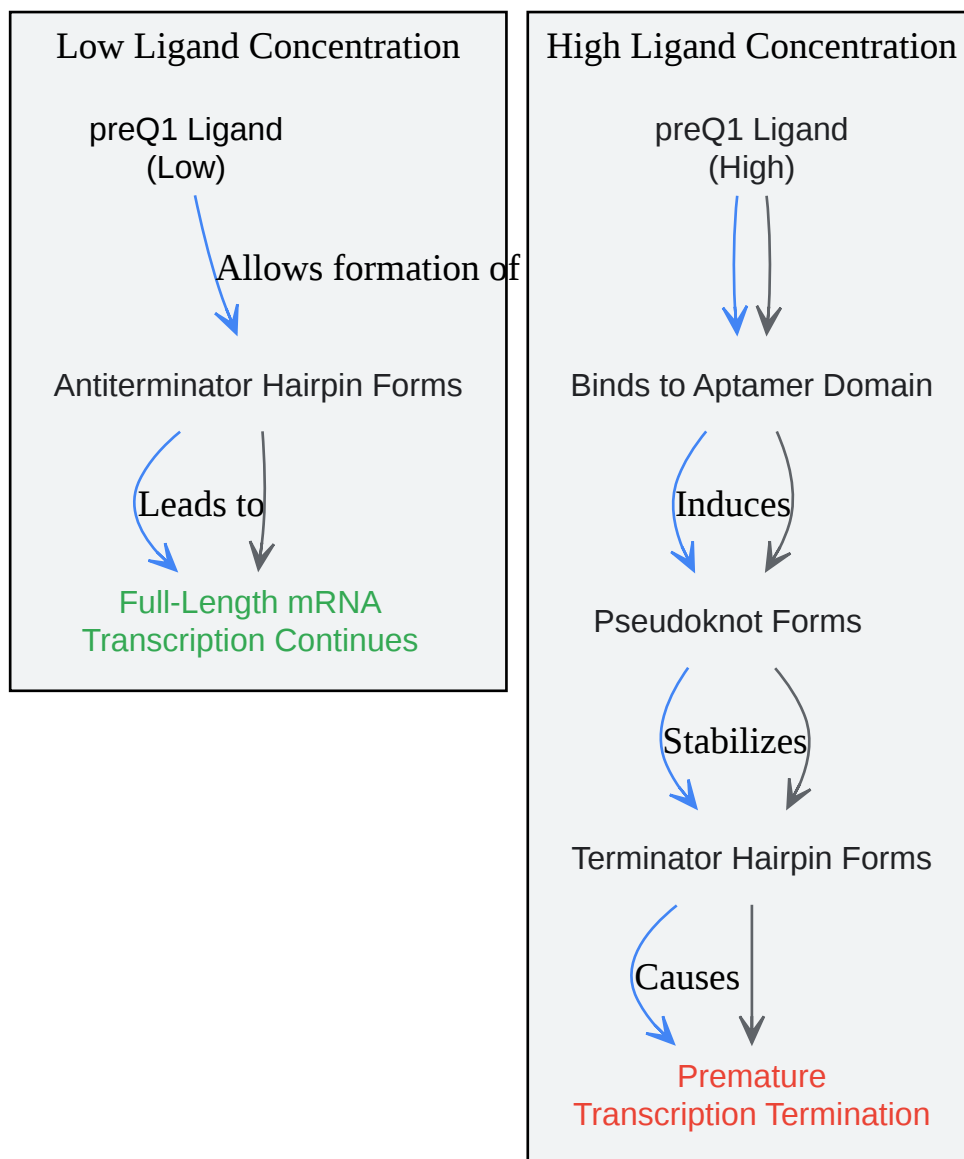 Low Ligand Concentration
preQ1 Ligand
(Low)
Allows formation of
Antiterminator Hairpin Forms
Leads to
Full-Length mRNA
Transcription Continues
High Ligand Concentration
preQ1 Ligand
(High)
Binds to Aptamer Domain
Induces
Pseudoknot Forms
Stabilizes
Terminator Hairpin Forms
Causes
Premature
Transcription Termination